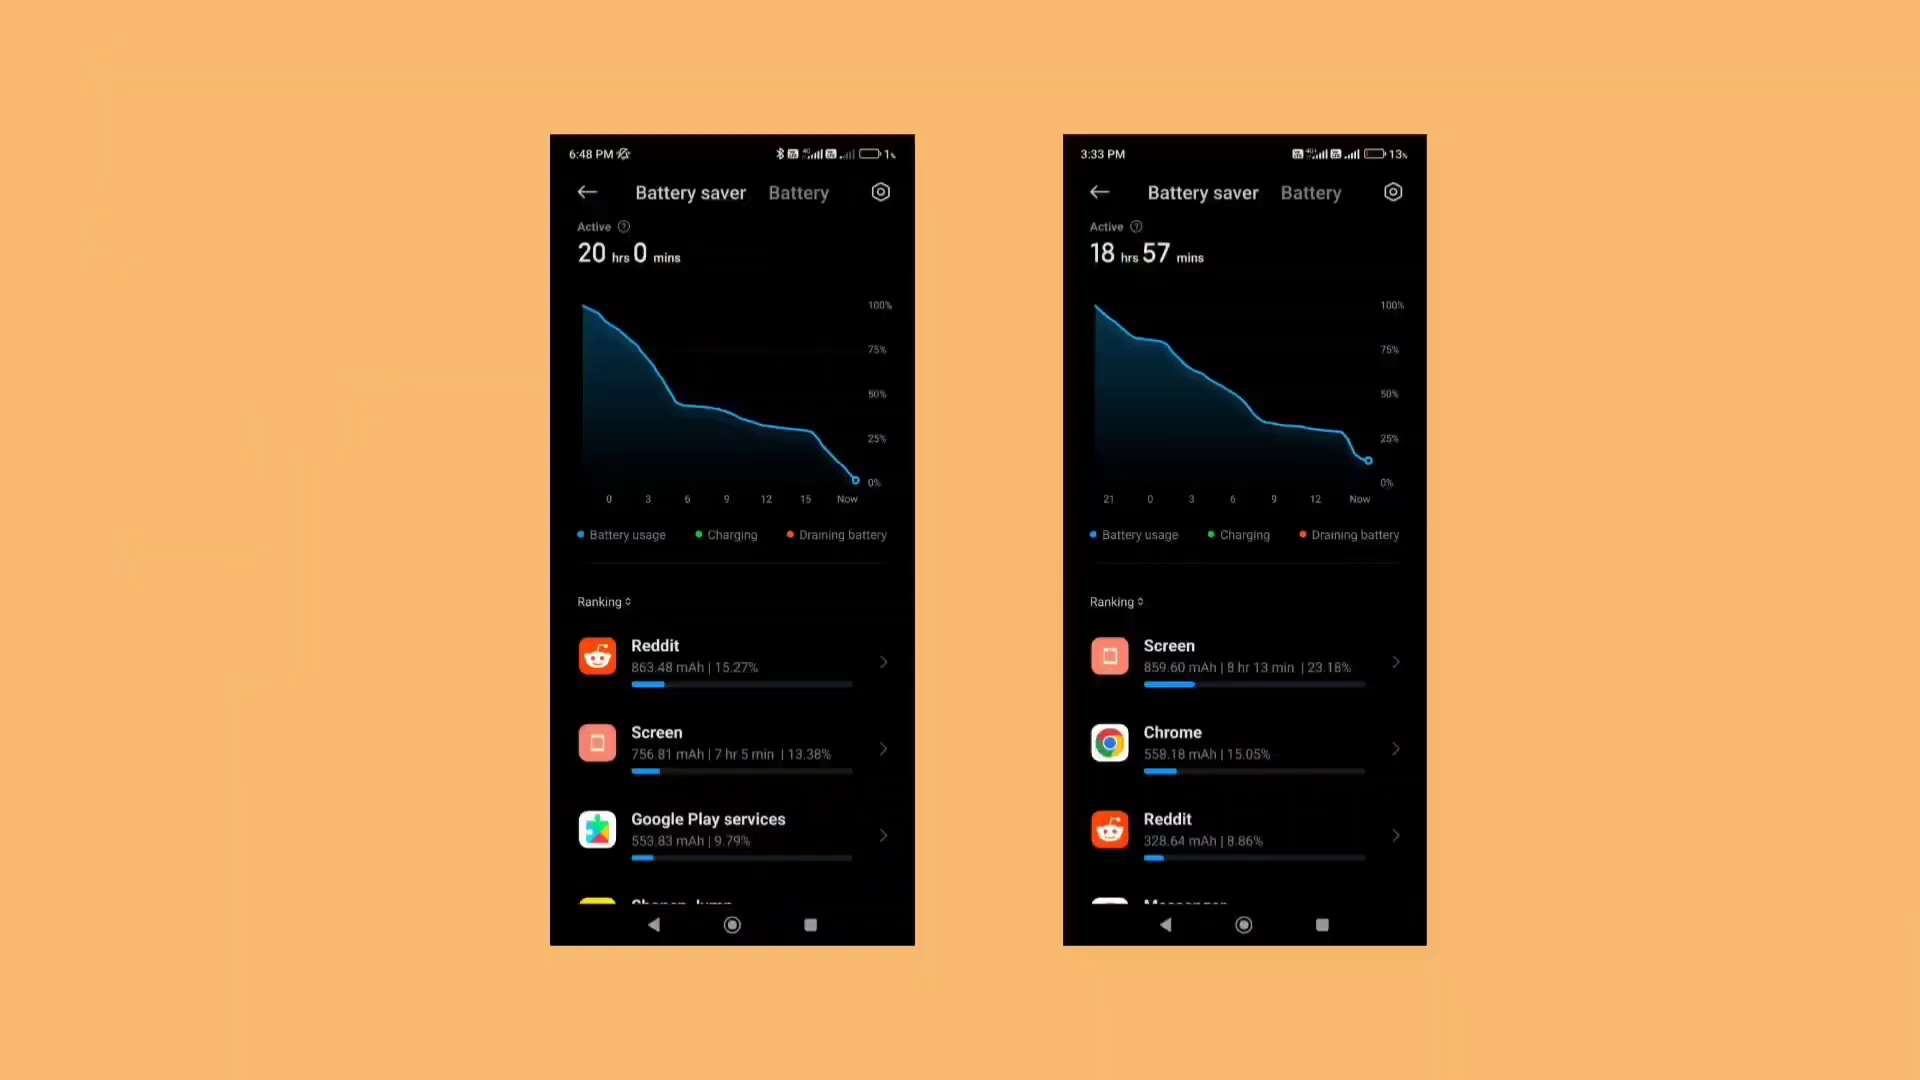 6:48 PM
1%
Battery saver Battery
Active
20 hrs 0 mins
100%
75%
50%
25%
0%
0 3 6 9 12 15 Now
Battery usage Charging Draining battery
Ranking
Reddit
863.48 mAh | 15.27%
Screen
756.81 mAh | 7 hr 5 min | 13.38%
Google Play services
553.83 mAh | 9.79%
3:33 PM
13%
Battery saver Battery
Active
18 hrs 57 mins
100%
75%
50%
25%
0%
21 0 3 6 9 12 Now
Battery usage Charging Draining battery
Ranking
Screen
859.60 mAh | 8 hr 13 min | 23.18%
Chrome
558.18 mAh | 15.05%
Reddit
328.64 mAh | 8.86%